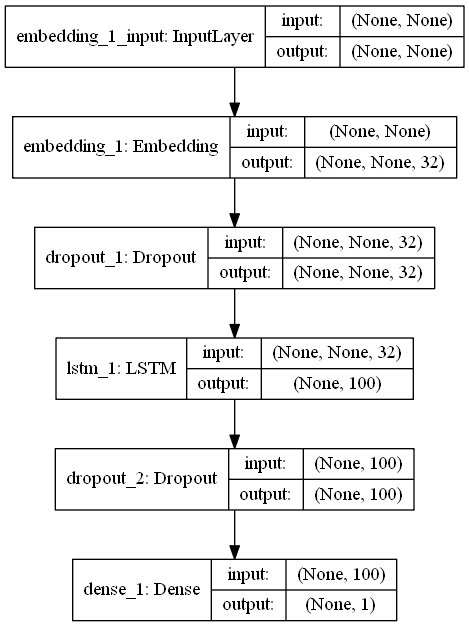 embedding_1_input: InputLayer
input: (None, None)
output: (None, None)
embedding_1: Embedding
input: (None, None)
output: (None, None, 32)
dropout_1: Dropout
input: (None, None, 32)
output: (None, None, 32)
lstm_1: LSTM
input: (None, None, 32)
output: (None, 100)
dropout_2: Dropout
input: (None, 100)
output: (None, 100)
dense_1: Dense
input: (None, 100)
output: (None, 1)